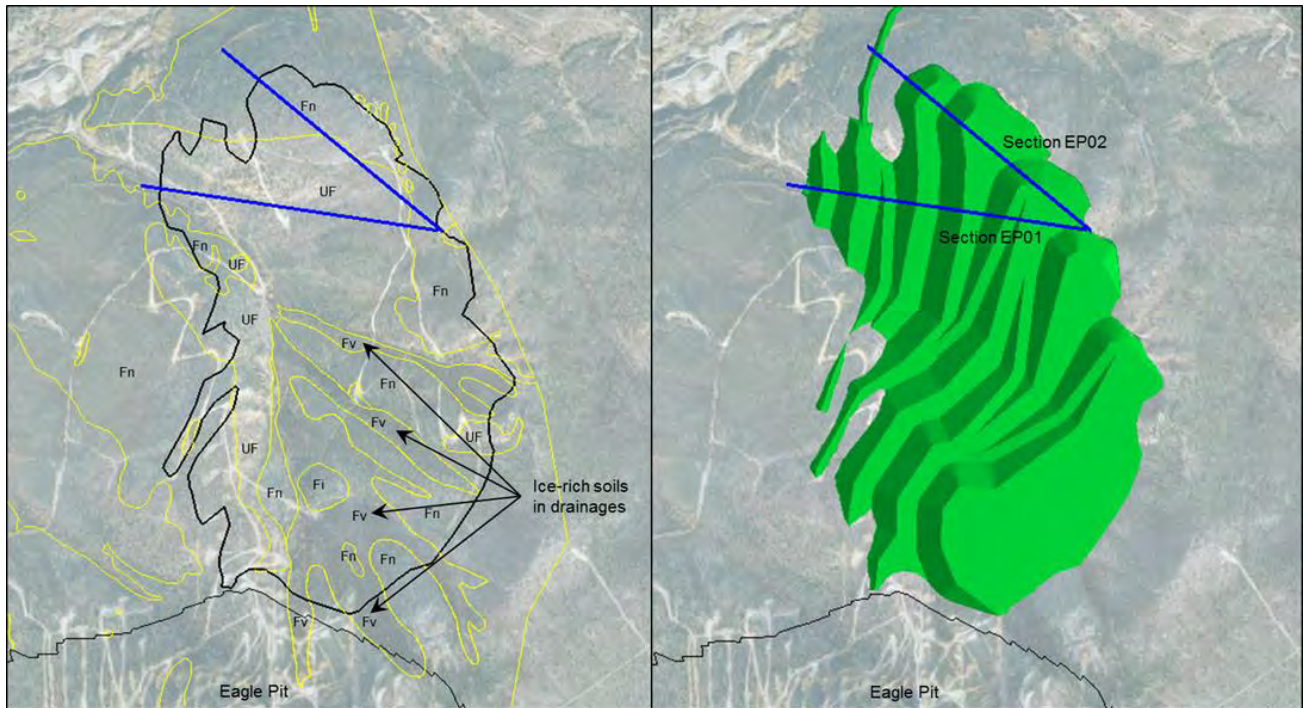 Fn
UF
Fn
UF
Fn
UF
Fv
Fn
Fn
Fv
UF
UF
Fn
Fi
Fv
Fn
Fn
Fn
Fv
Fv
Ice-rich soils
in drainages
Eagle Pit
Section EP02
Section EP01
Eagle Pit